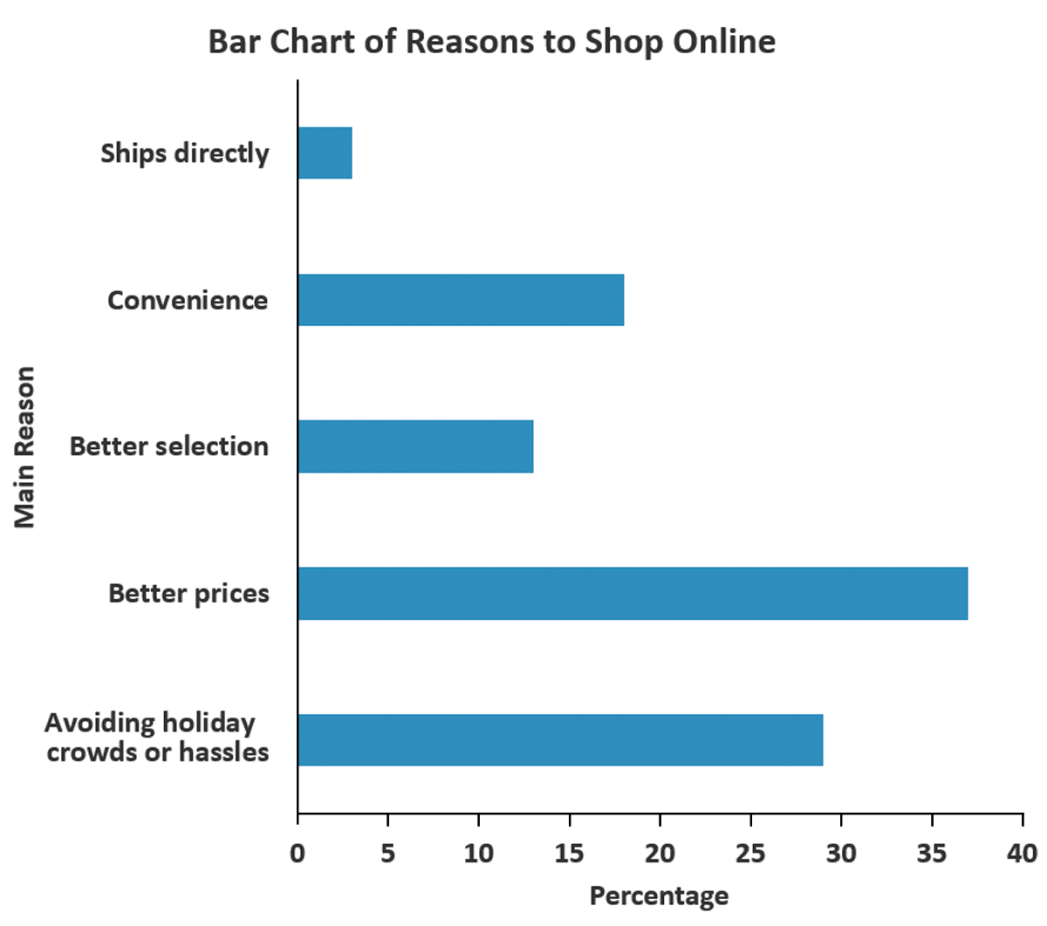 Bar Chart of Reasons to Shop Online
Main Reason
Ships directly
Convenience
Better selection
Better prices
Avoiding holiday
crowds or hassles
0 5 10 15 20 25 30 35 40
Percentage